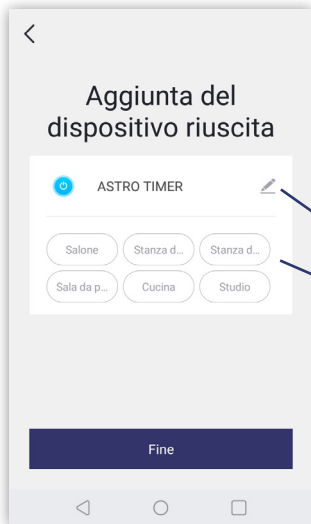 Aggiunta del
dispositivo riuscita
ASTRO TIMER
Salone Stanza d... Stanza d...
Sala da p... Cucina Studio
Fine